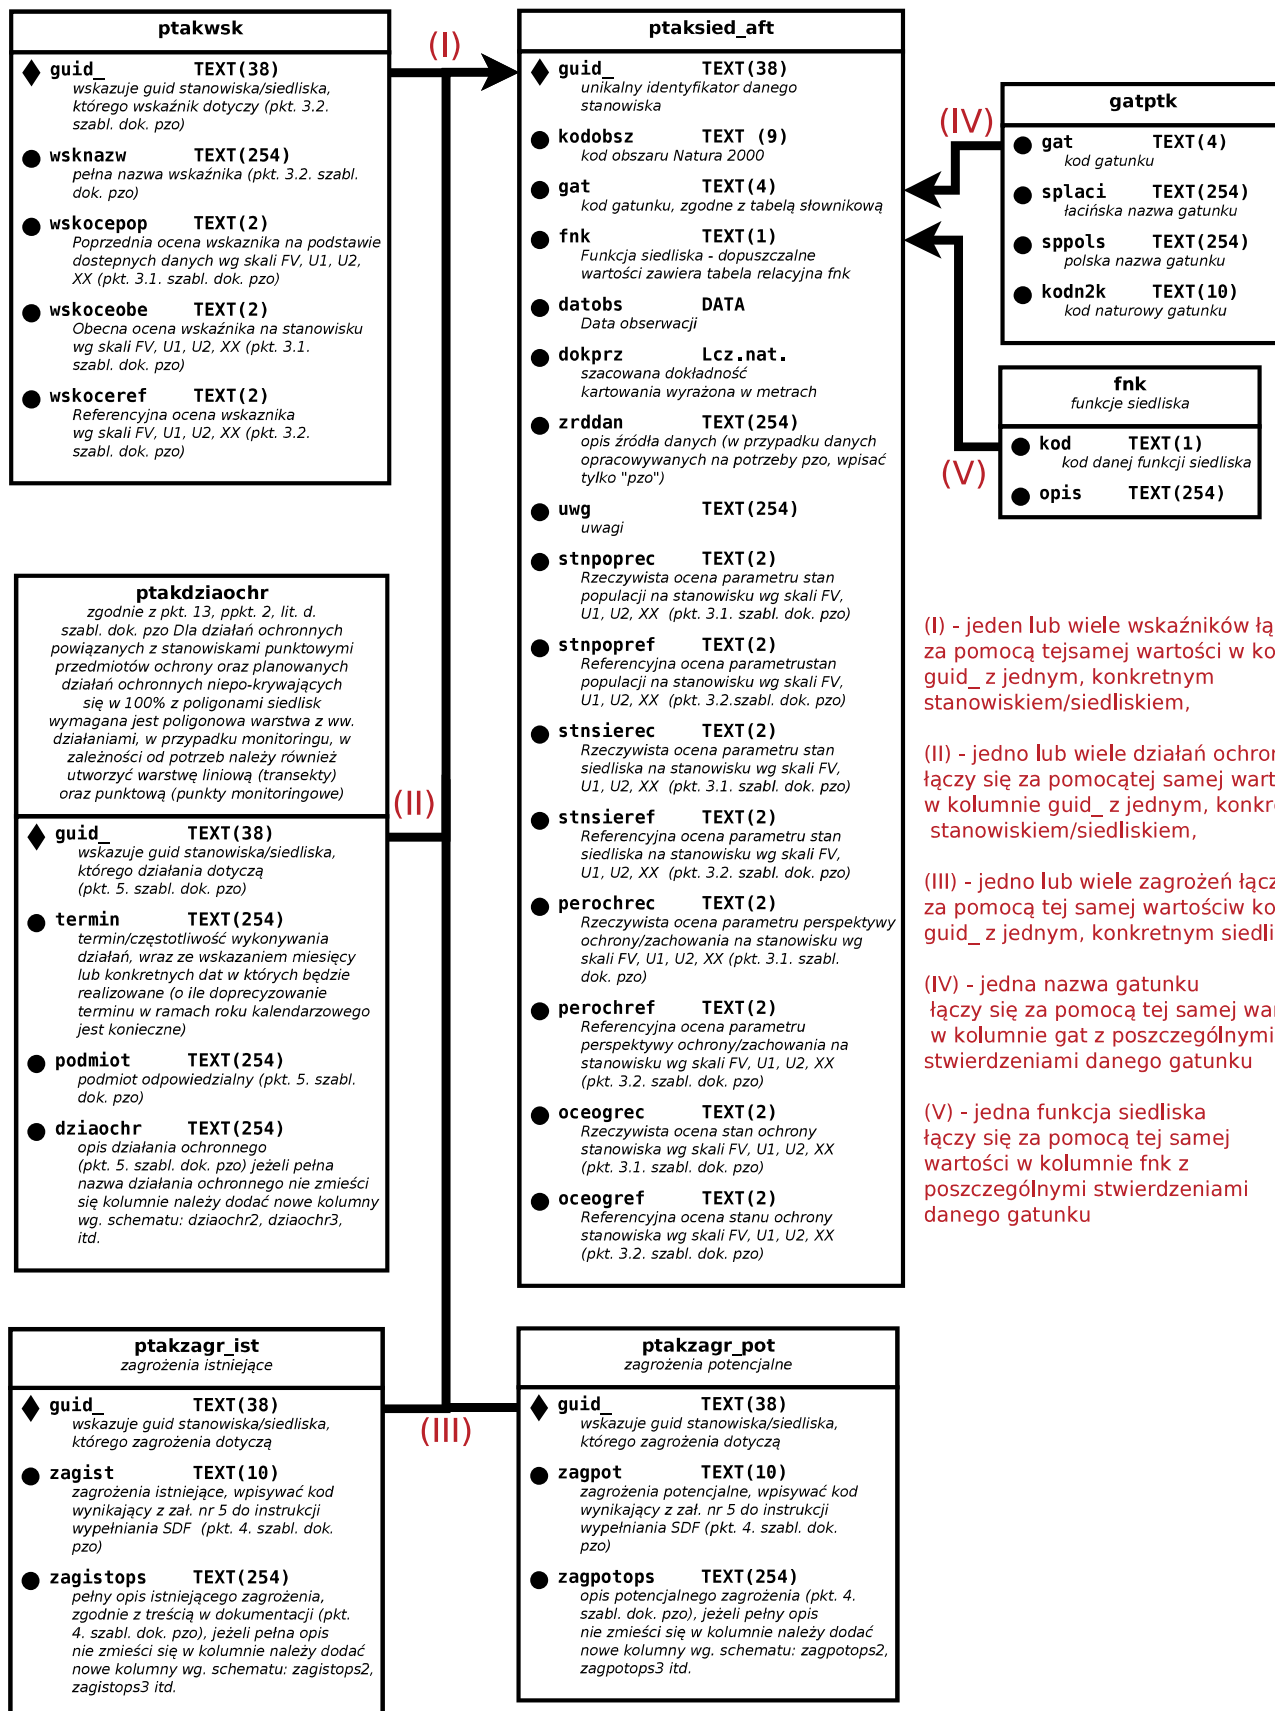 ptakwsk
guid_ TEXT(38)
wskazuje guid stanowiska/siedliska,
którego wskaźnik dotyczy (pkt. 3.2.
szabl. dok. pzo)
wsknazw TEXT(254)
pełna nazwa wskaźnika (pkt. 3.2. szabl.
dok. pzo)
wskocepop TEXT(2)
Poprzednia ocena wskaznika na podstawie
dostepnych danych wg skali FV, U1, U2,
XX (pkt. 3.1. szabl. dok. pzo)
wskoceobe TEXT(2)
Obecna ocena wskaźnika na stanowisku
wg skali FV, U1, U2, XX (pkt. 3.1.
szabl. dok. pzo)
wskoceref TEXT(2)
Referencyjna ocena wskaznika
wg skali FV, U1, U2, XX (pkt. 3.2.
szabl. dok. pzo)
(I)
ptaksied_aft
guid_ TEXT(38)
unikalny identyfikator danego
stanowiska
kodobsz TEXT (9)
kod obszaru Natura 2000
gat TEXT(4)
kod gatunku, zgodne z tabelą słownikową
fnk TEXT(1)
Funkcja siedliska - dopuszczalne
wartości zawiera tabela relacyjna fnk
datobs DATA
Data obserwacji
dokprz Lcz.nat.
szacowana dokładność
kartowania wyrażona w metrach
zrddan TEXT(254)
opis źródła danych (w przypadku danych
opracowywanych na potrzeby pzo, wpisać
tylko "pzo")
uwg TEXT(254)
uwagi
stnpoprec TEXT(2)
Rzeczywista ocena parametru stan
populacji na stanowisku wg skali FV,
U1, U2, XX (pkt. 3.1. szabl. dok. pzo)
stnpopref TEXT(2)
Referencyjna ocena parametrustan
populacji na stanowisku wg skali FV,
U1, U2, XX (pkt. 3.2.szabl. dok. pzo)
stnsierec TEXT(2)
Rzeczywista ocena parametru stan
siedliska na stanowisku wg skali FV,
U1, U2, XX (pkt. 3.1. szabl. dok. pzo)
stnsieref TEXT(2)
Referencyjna ocena parametru stan
siedliska na stanowisku wg skali FV,
U1, U2, XX (pkt. 3.2. szabl. dok. pzo)
perochrec TEXT(2)
Rzeczywista ocena parametru perspektywy
ochrony/zachowania na stanowisku wg
skali FV, U1, U2, XX (pkt. 3.1. szabl.
dok. pzo)
perochref TEXT(2)
Referencyjna ocena parametru
perspektywy ochrony/zachowania na
stanowisku wg skali FV, U1, U2, XX
(pkt. 3.2. szabl. dok. pzo)
oceogrec TEXT(2)
Rzeczywista ocena stan ochrony
stanowiska wg skali FV, U1, U2, XX
(pkt. 3.1. szabl. dok. pzo)
oceogref TEXT(2)
Referencyjna ocena stanu ochrony
stanowiska wg skali FV, U1, U2, XX
(pkt. 3.2. szabl. dok. pzo)
(IV)
gatptk
gat TEXT(4)
kod gatunku
splaci TEXT(254)
łacińska nazwa gatunku
sppols TEXT(254)
polska nazwa gatunku
kodn2k TEXT(10)
kod naturowy gatunku
(V)
fnk
funkcje siedliska
kod TEXT(1)
kod danej funkcji siedliska
opis TEXT(254)
ptakdziaochr
zgodnie z pkt. 13, ppkt. 2, lit. d.
szabl. dok. pzo Dla działań ochronnych
powiązanych z stanowiskami punktowymi
przedmiotów ochrony oraz planowanych
działań ochronnych niepo-krywających
się w 100% z poligonami siedlisk
wymagana jest poligonowa warstwa z ww.
działaniami, w przypadku monitoringu, w
zależności od potrzeb należy również
utworzyć warstwę liniową (transekty)
oraz punktową (punkty monitoringowe)
guid_ TEXT(38)
wskazuje guid stanowiska/siedliska,
którego działania dotyczą
(pkt. 5. szabl. dok. pzo)
termin TEXT(254)
termin/częstotliwość wykonywania
działań, wraz ze wskazaniem miesięcy
lub konkretnych dat w których będzie
realizowane (o ile doprecyzowanie
terminu w ramach roku kalendarzowego
jest konieczne)
podmiot TEXT(254)
podmiot odpowiedzialny (pkt. 5. szabl.
dok. pzo)
dziaochr TEXT(254)
opis działania ochronnego
(pkt. 5. szabl. dok. pzo) jeżeli pełna
nazwa działania ochronnego nie zmieści
się kolumnie należy dodać nowe kolumny
wg. schematu: dziaochr2, dziaochr3,
itd.
(II)
(I) - jeden lub wiele wskaźników łą
za pomocą tejsamej wartości w ko
guid_ z jednym, konkretnym
stanowiskiem/siedliskiem,
(II) - jedno lub wiele działań ochron
łączy się za pomocątej samej wart
w kolumnie guid_ z jednym, konkre
stanowiskiem/siedliskiem,
(III) - jedno lub wiele zagrożeń łącz
za pomocą tej samej wartościw ko
guid_ z jednym, konkretnym siedli
(IV) - jedna nazwa gatunku
łączy się za pomocą tej samej war
w kolumnie gat z poszczególnymi
stwierdzeniami danego gatunku
(V) - jedna funkcja siedliska
łączy się za pomocą tej samej
wartości w kolumnie fnk z
poszczególnymi stwierdzeniami
danego gatunku
ptakzagr_ist
zagrożenia istniejące
guid_ TEXT(38)
wskazuje guid stanowiska/siedliska,
którego zagrożenia dotyczą
zagist TEXT(10)
zagrożenia istniejące, wpisywać kod
wynikający z zał. nr 5 do instrukcji
wypełniania SDF (pkt. 4. szabl. dok.
pzo)
zagistops TEXT(254)
pełny opis istniejącego zagrożenia,
zgodnie z treścią w dokumentacji (pkt.
4. szabl. dok. pzo), jeżeli pełna opis
nie zmieści się w kolumnie należy dodać
nowe kolumny wg. schematu: zagistops2,
zagistops3 itd.
(III)
ptakzagr_pot
zagrożenia potencjalne
guid_ TEXT(38)
wskazuje guid stanowiska/siedliska,
którego zagrożenia dotyczą
zagpot TEXT(10)
zagrożenia potencjalne, wpisywać kod
wynikający z zał. nr 5 do instrukcji
wypełniania SDF (pkt. 4. szabl. dok.
pzo)
zagpotops TEXT(254)
opis potencjalnego zagrożenia (pkt. 4.
szabl. dok. pzo), jeżeli pełny opis
nie zmieści się w kolumnie należy dodać
nowe kolumny wg. schematu: zagpotops2,
zagpotops3 itd.